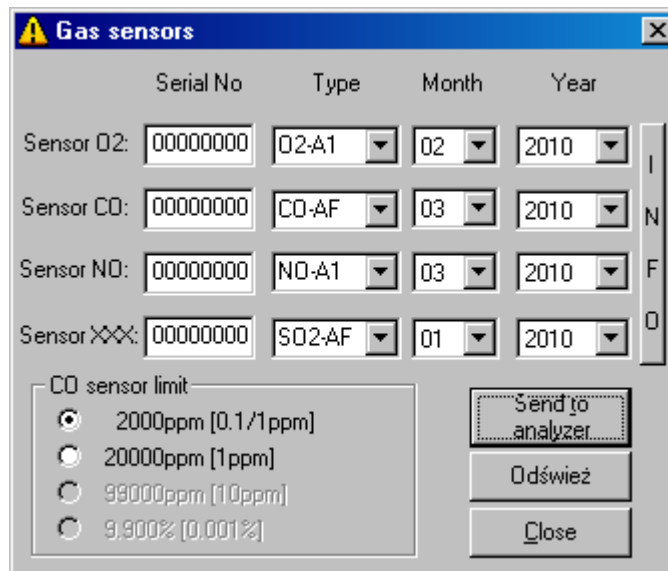 Gas sensors
Serial No Type Month Year
Sensor O2: 00000000 O2-A1 02 2010
Sensor CO: 00000000 CO-AF 03 2010
Sensor NO: 00000000 NO-A1 03 2010
Sensor XXX: 00000000 SO2-AF 01 2010
I
N
F
O
CO sensor limit
2000ppm [0.1/1ppm]
20000ppm [1ppm]
99000ppm [10ppm]
9.900% [0.001%]
Send to
analyzer
Odśwież
Close